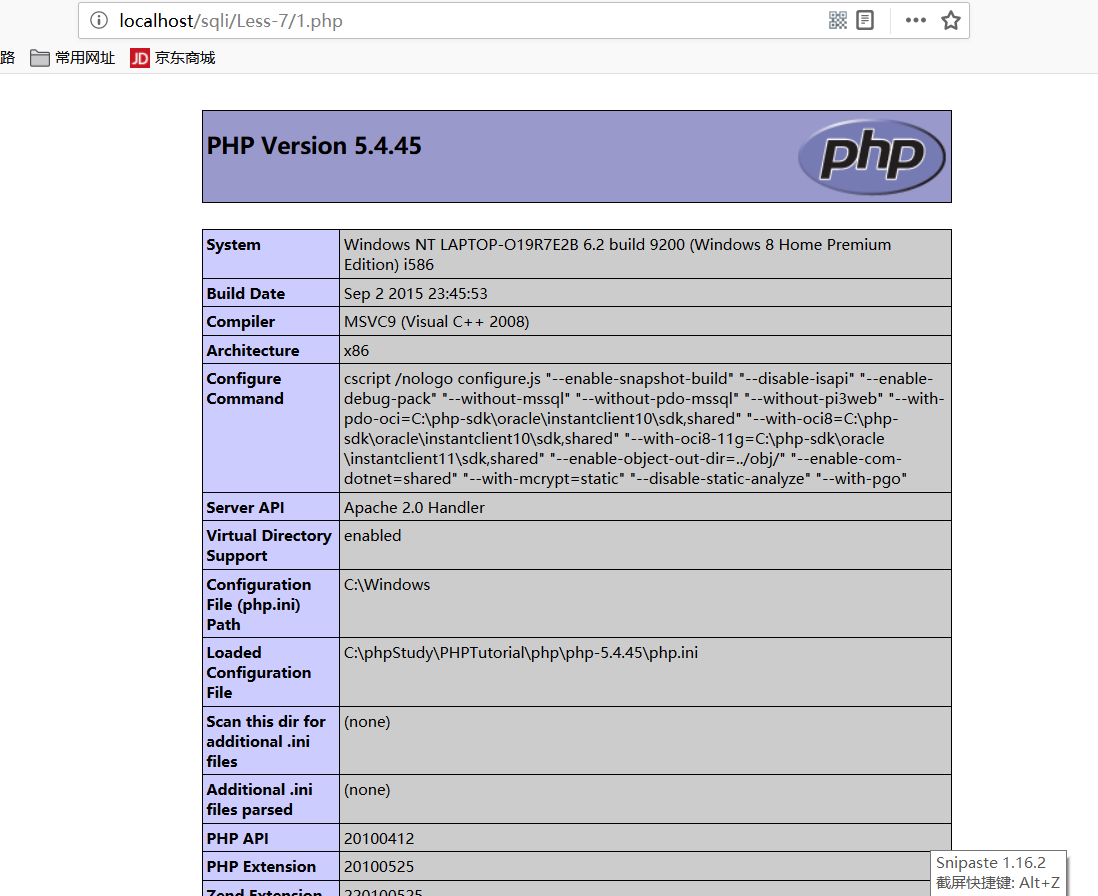 localhost/sqli/Less-7/1.php
路 常用网址 JD 京东商城
PHP Version 5.4.45
php
System
Windows NT LAPTOP-O19R7E2B 6.2 build 9200 (Windows 8 Home Premium
Edition) i586
Build Date
Sep 2 2015 23:45:53
Compiler
MSVC9 (Visual C++ 2008)
Architecture
x86
Configure
Command
cscript /nologo configure.js "--enable-snapshot-build" "--disable-isapi" "--enable-
debug-pack" "--without-mssql" "--without-pdo-mssql" "--without-pi3web" "--with-
pdo-oci=C:\php-sdk\oracle\instantclient10\sdk,shared" "--with-oci8=C:\php-
sdk\oracle\instantclient10\sdk,shared" "--with-oci8-11g=C:\php-sdk\oracle
\instantclient11\sdk,shared" "--enable-object-out-dir=../obj/" "--enable-com-
dotnet=shared" "--with-mcrypt=static" "--disable-static-analyze" "--with-pgo"
Server API
Apache 2.0 Handler
Virtual Directory
Support
enabled
Configuration
File (php.ini)
Path
C:\Windows
Loaded
Configuration
File
C:\phpStudy\PHPTutorial\php\php-5.4.45\php.ini
Scan this dir for
additional .ini
files
(none)
Additional .ini
files parsed
(none)
PHP API
20100412
PHP Extension
20100525
Zend Extension
220100525
Snipaste 1.16.2
截屏快捷键: Alt+Z